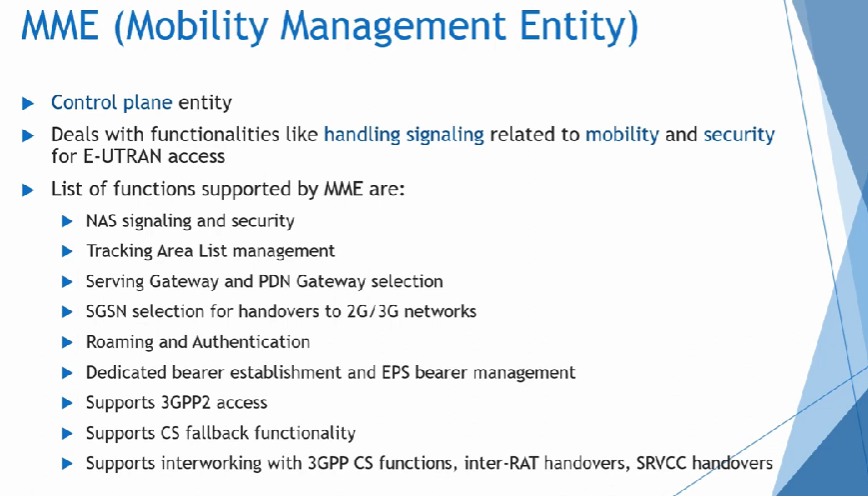 MME (Mobility Management Entity)
Control plane entity
Deals with functionalities like handling signaling related to mobility and security
for E-UTRAN access
List of functions supported by MME are:
NAS signaling and security
Tracking Area List management
Serving Gateway and PDN Gateway selection
SGSN selection for handovers to 2G/3G networks
Roaming and Authentication
Dedicated bearer establishment and EPS bearer management
Supports 3GPP2 access
Supports CS fallback functionality
Supports interworking with 3GPP CS functions, inter-RAT handovers, SRVCC handovers